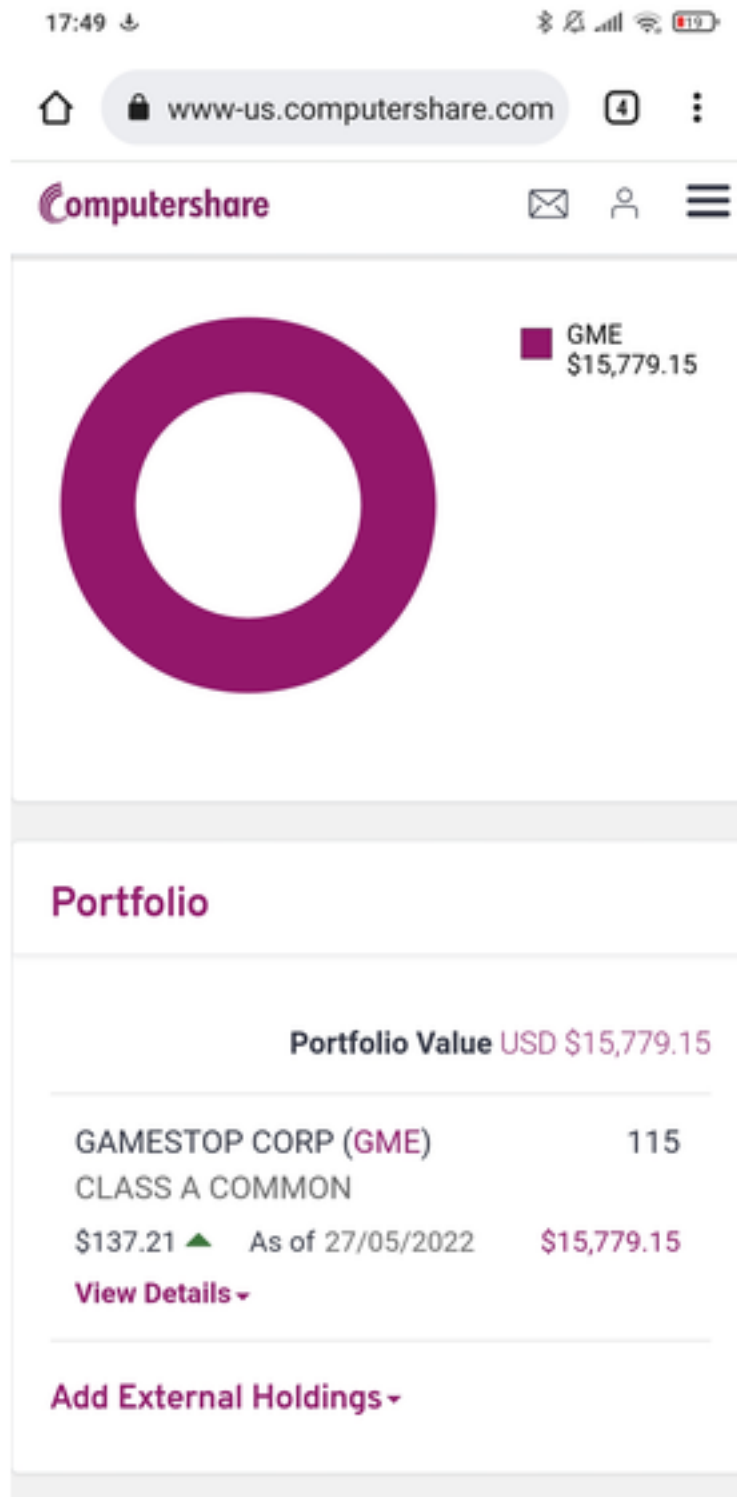 17:49
19
www-us.computershare.com
4
Computershare
GME
$15,779.15
Portfolio
Portfolio Value USD $15,779.15
GAMESTOP CORP (GME) 115
CLASS A COMMON
$137.21 As of 27/05/2022 $15,779.15
View Details
Add External Holdings